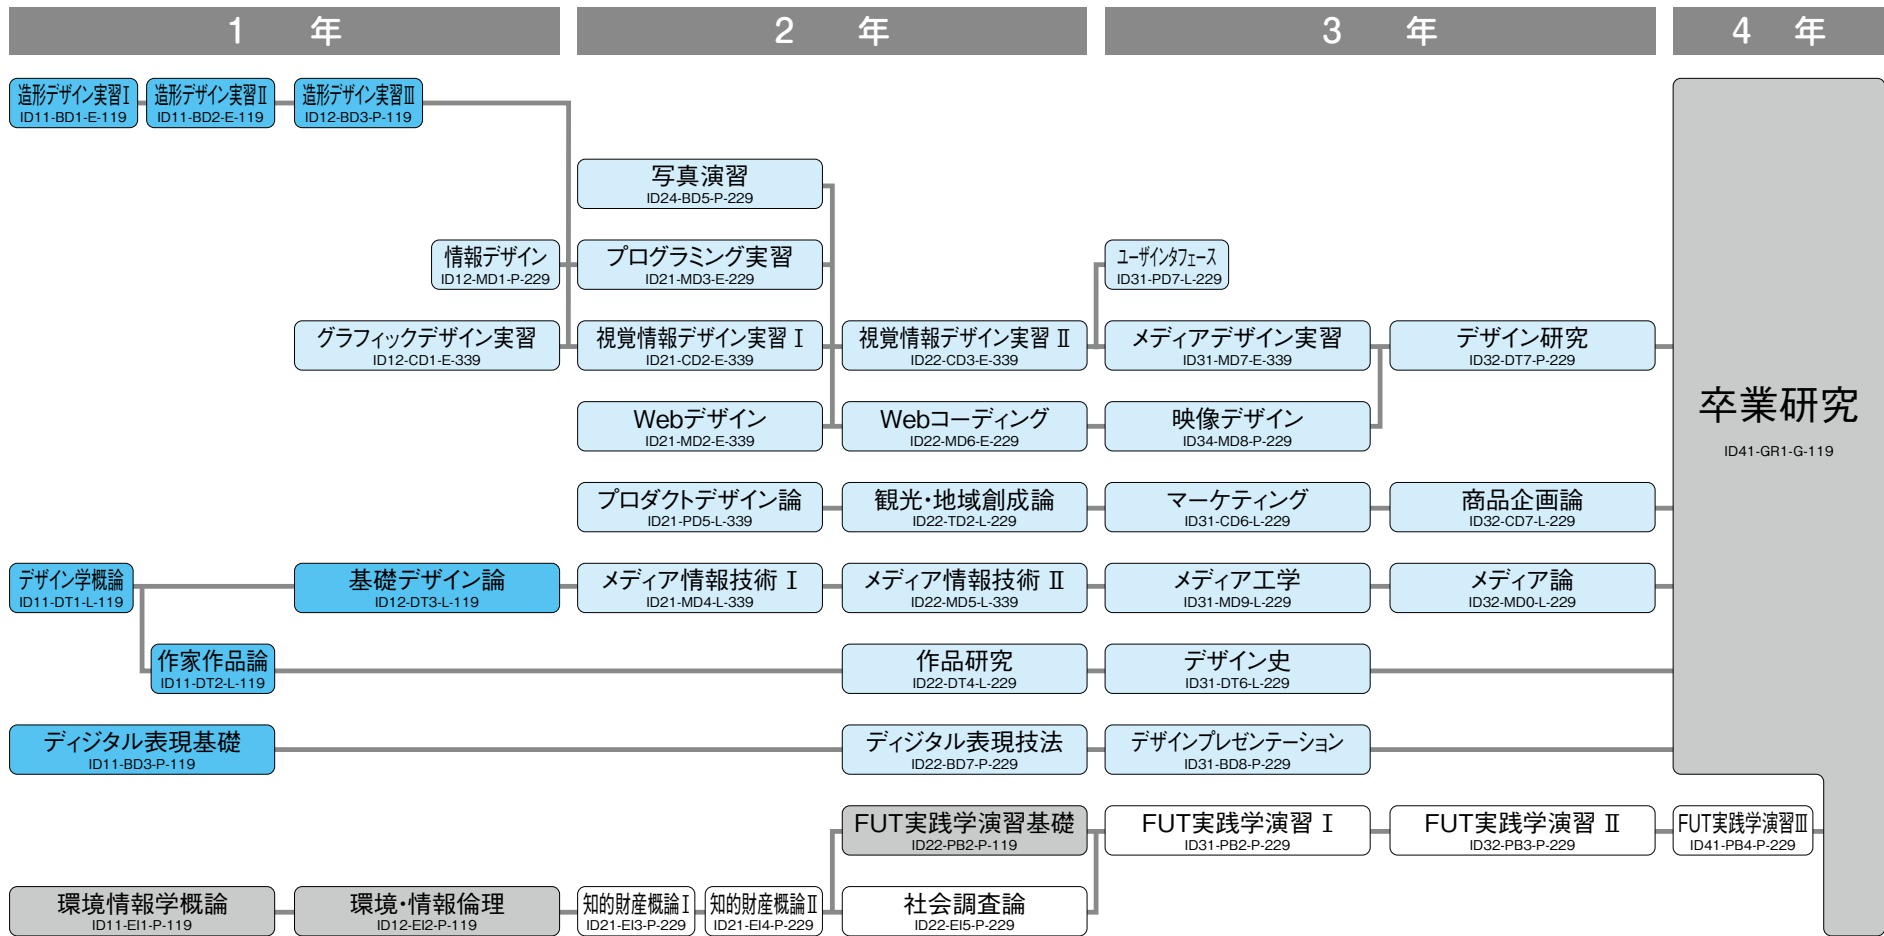 1 年
2 年
3 年
4 年
造形デザイン実習Ⅰ
ID11-BD1-E-119
造形デザイン実習Ⅱ
ID11-BD2-E-119
造形デザイン実習Ⅲ
ID12-BD3-P-119
写真演習
ID24-BD5-P-229
情報デザイン
ID12-MD1-P-229
プログラミング実習
ID21-MD3-E-229
ユーザインタフェース
ID31-PD7-L-229
グラフィックデザイン実習
ID12-CD1-E-339
視覚情報デザイン実習 Ⅰ
ID21-CD2-E-339
視覚情報デザイン実習 Ⅱ
ID22-CD3-E-339
メディアデザイン実習
ID31-MD7-E-339
デザイン研究
ID32-DT7-P-229
Webデザイン
ID21-MD2-E-339
Webコーディング
ID22-MD6-E-229
映像デザイン
ID34-MD8-P-229
卒業研究
ID41-GR1-G-119
プロダクトデザイン論
ID21-PD5-L-339
観光・地域創成論
ID22-TD2-L-229
マーケティング
ID31-CD6-L-229
商品企画論
ID32-CD7-L-229
デザイン学概論
ID11-DT1-L-119
基礎デザイン論
ID12-DT3-L-119
メディア情報技術 Ⅰ
ID21-MD4-L-339
メディア情報技術 Ⅱ
ID22-MD5-L-339
メディア工学
ID31-MD9-L-229
メディア論
ID32-MD0-L-229
作家作品論
ID11-DT2-L-119
作品研究
ID22-DT4-L-229
デザイン史
ID31-DT6-L-229
ディジタル表現基礎
ID11-BD3-P-119
ディジタル表現技法
ID22-BD7-P-229
デザインプレゼンテーション
ID31-BD8-P-229
FUT実践学演習基礎
ID22-PB2-P-119
FUT実践学演習 Ⅰ
ID31-PB2-P-229
FUT実践学演習 Ⅱ
ID32-PB3-P-229
FUT実践学演習Ⅲ
ID41-PB4-P-229
環境情報学概論
ID11-EI1-P-119
環境・情報倫理
ID12-EI2-P-119
知的財産概論Ⅰ
ID21-EI3-P-229
知的財産概論Ⅱ
ID21-EI4-P-229
社会調査論
ID22-EI5-P-229